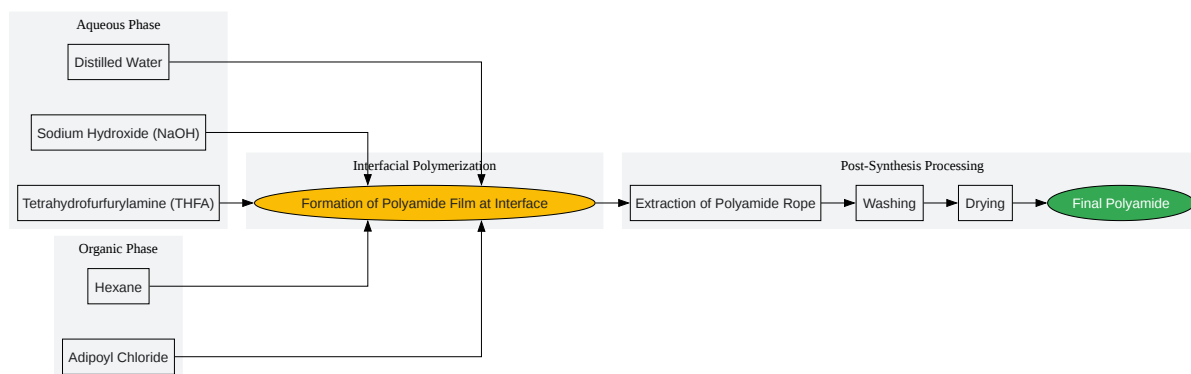 Aqueous Phase
Distilled Water
Sodium Hydroxide (NaOH)
Tetrahydrofurfurylamine (THFA)
Organic Phase
Hexane
Adipoyl Chloride
Interfacial Polymerization
Formation of Polyamide Film at Interface
Post-Synthesis Processing
Extraction of Polyamide Rope
Washing
Drying
Final Polyamide